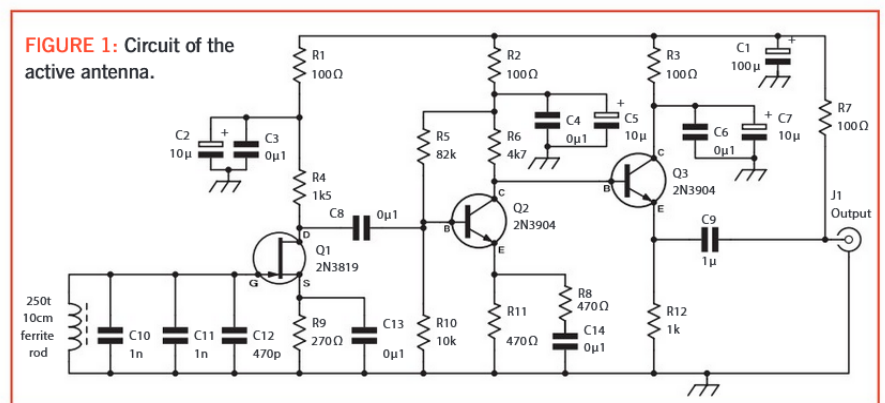 FIGURE 1: Circuit of the
active antenna.
R1
100Ω
R2
100Ω
R3
100Ω
C1
100µ
+
R7
100Ω
C2
10µ
+
C3
0µ1
R4
1k5
R5
82k
R6
4k7
C4
0µ1
+
C5
10µ
C6
0µ1
+
C7
10µ
C8
0µ1
D
G
S
Q1
2N3819
B
C
E
Q2
2N3904
B
C
E
Q3
2N3904
C9
1µ
J1
Output
250t
10cm
ferrite
rod
C10
1n
C11
1n
C12
470p
R9
270Ω
C13
0µ1
R10
10k
R11
470Ω
R8
470Ω
C14
0µ1
R12
1k